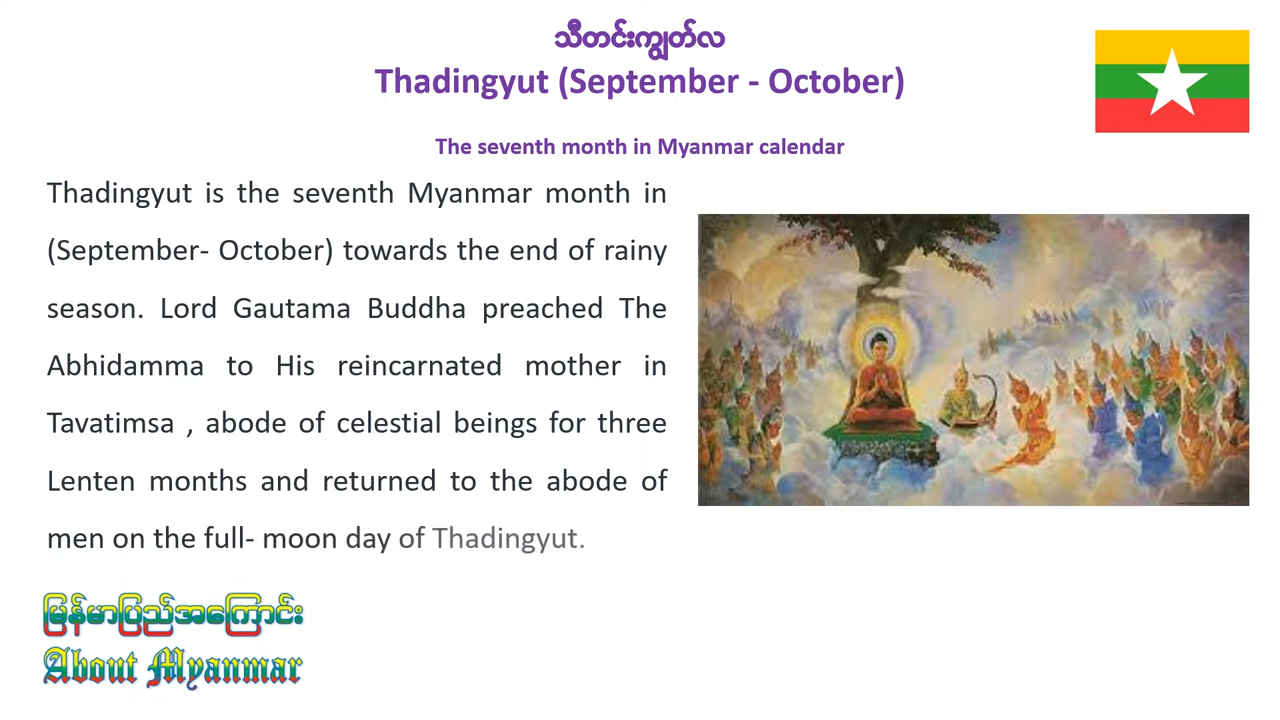 သီတင်းကျွတ်လ
Thadingyut (September - October)
The seventh month in Myanmar calendar
Thadingyut is the seventh Myanmar month in
(September- October) towards the end of rainy
season. Lord Gautama Buddha preached The
Abhidamma to His reincarnated mother in
Tavatimsa , abode of celestial beings for three
Lenten months and returned to the abode of
men on the full- moon day of Thadingyut.
မြန်မာပြည်အကြောင်း
About Myanmar